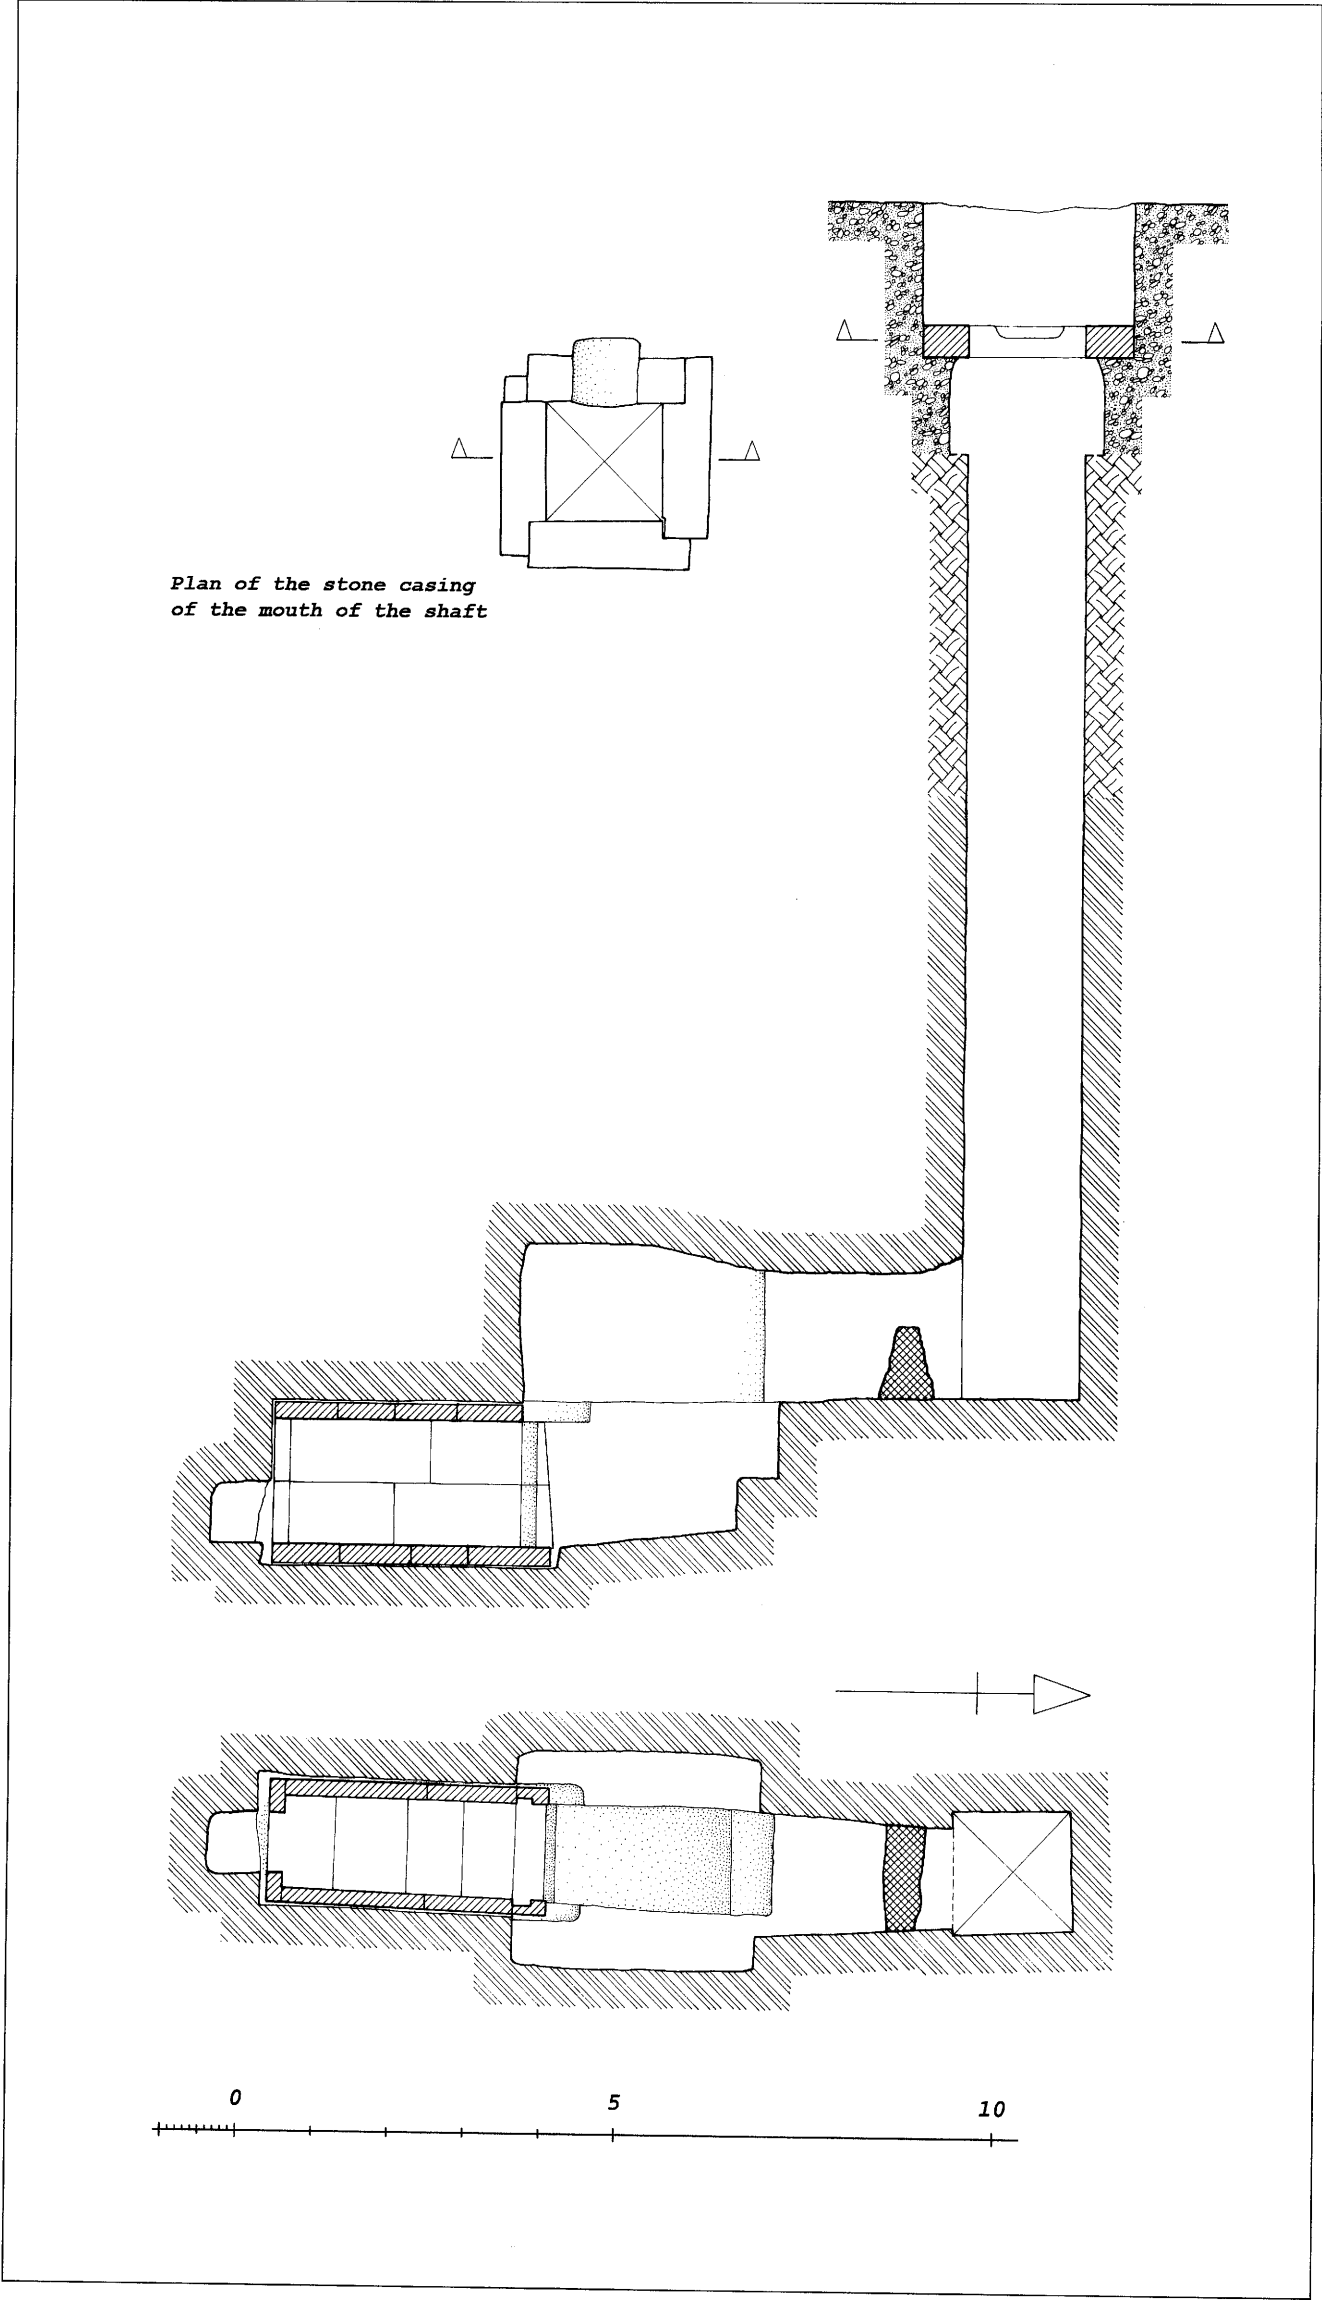 Plan of the stone casing
of the mouth of the shaft
0 5 10